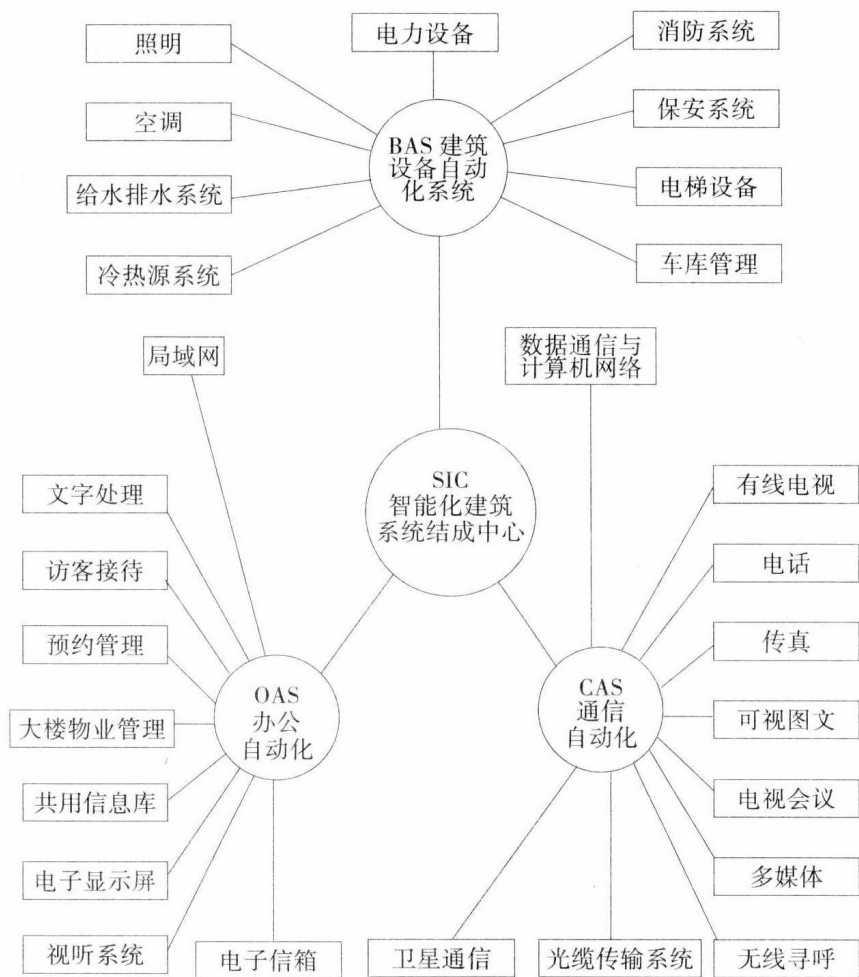 照明
电力设备
消防系统
空调
保安系统
BAS 建筑
设备自动
化系统
给水排水系统
电梯设备
冷热源系统
车库管理
局域网
数据通信与
计算机网络
SIC
智能化建筑
系统结成中心
文字处理
访客接待
预约管理
大楼物业管理
共用信息库
电子显示屏
视听系统
电子信箱
OAS
办公
自动化
CAS
通信
自动化
有线电视
电话
传真
可视图文
电视会议
多媒体
无线寻呼
卫星通信
光缆传输系统